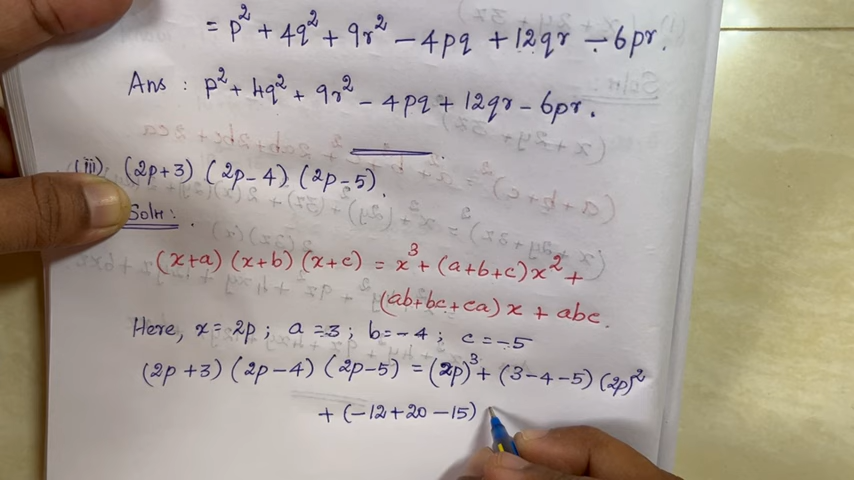 = p² + 4q² + 9r² - 4pq + 12qr - 6pr.
Ans : p² + 4q² + 9r² - 4pq + 12qr - 6pr.
(iii) (2p+3) (2p-4) (2p-5).
Soln:
(x+a) (x+b) (x+c) = x³ + (a+b+c)x² +
(ab+bc+ca) x + abc.
Here, x = 2p ; a = 3 ; b = -4 ; c = -5
(2p+3) (2p-4) (2p-5) = (2p)³ + (3-4-5) (2p)²
+ (-12+20-15)